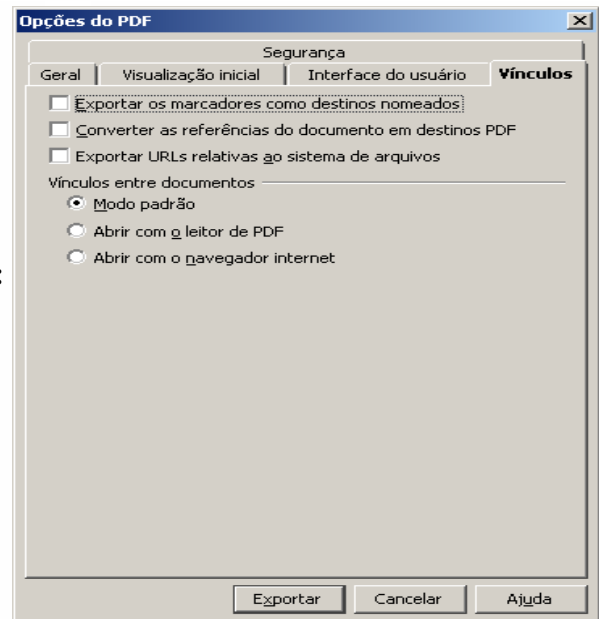 Opções do PDF
Segurança
Geral Visualização inicial Interface do usuário Vínculos
Exportar os marcadores como destinos nomeados
Converter as referências do documento em destinos PDF
Exportar URLs relativas ao sistema de arquivos
Vínculos entre documentos
Modo padrão
Abrir com o leitor de PDF
:
Abrir com o navegador internet
Exportar Cancelar Ajuda